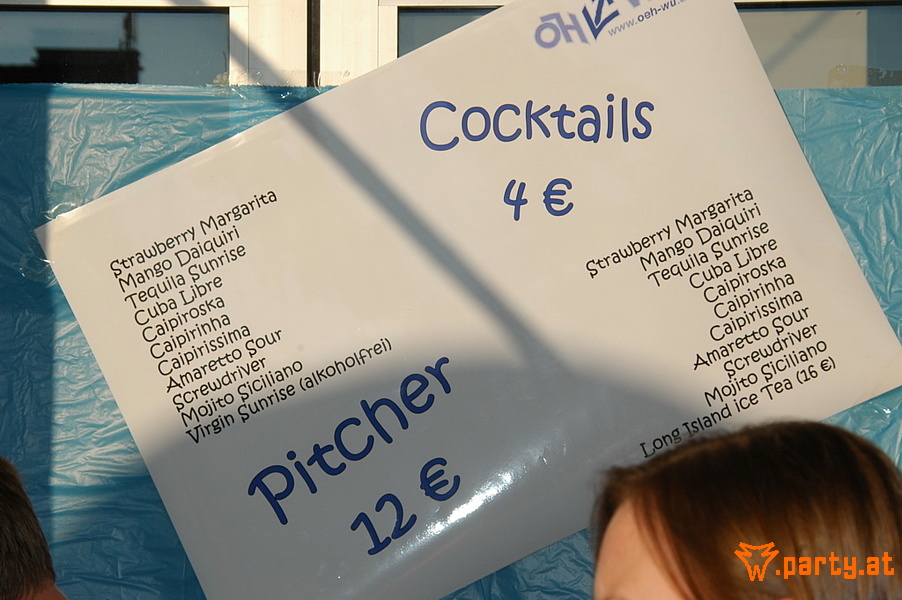 ÖH
www.oeh-wu.
Cocktails
4 €
Strawberry Margarita
Mango Daiquiri
Tequila Sunrise
Cuba Libre
Caipiroska
Caipirinha
Caipirissima
Amaretto Sour
Screwdriver
Mojito Siciliano
Virgin Sunrise (alkoholfrei)
Pitcher
12 €
Strawberry Margarita
Mango Daiquiri
Tequila Sunrise
Cuba Libre
Caipiroska
Caipirinha
Caipirissima
Amaretto Sour
Screwdriver
Mojito Siciliano
Long Island ice Tea (16 €)
.party.at